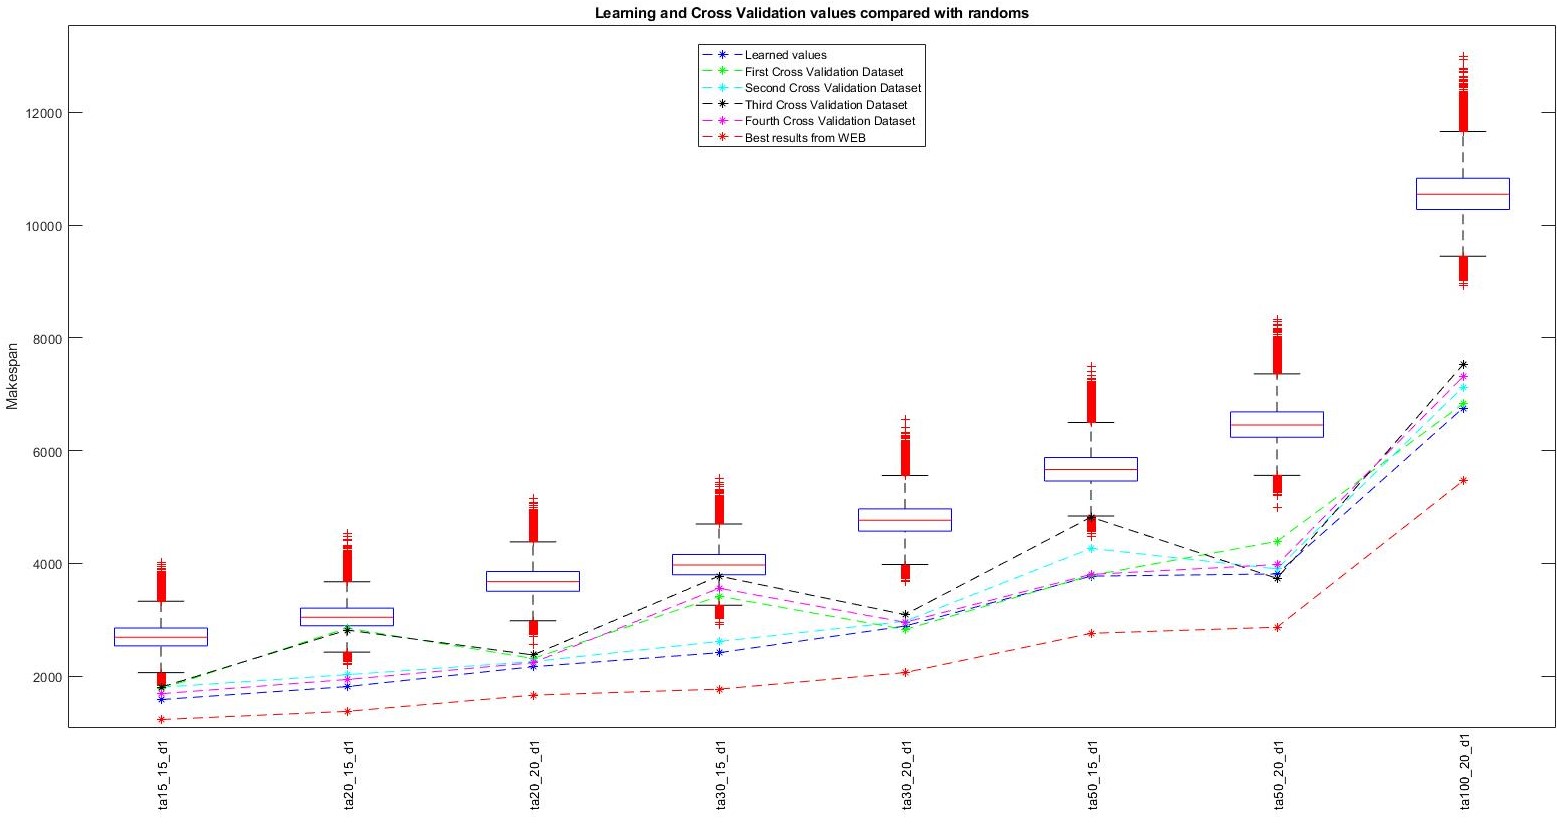 Learning and Cross Validation values compared with randoms
Learned values
First Cross Validation Dataset
Second Cross Validation Dataset
Third Cross Validation Dataset
Fourth Cross Validation Dataset
Best results from WEB
Makespan
12000
10000
8000
6000
4000
2000
ta15_15_d1
ta20_15_d1
ta20_20_d1
ta30_15_d1
ta30_20_d1
ta50_15_d1
ta50_20_d1
ta100_20_d1